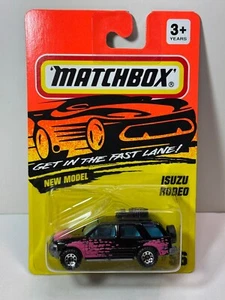 3+
YEARS
MATCHBOX®
GET IN THE FAST LANE!
NEW MODEL
ISUZU
RODEO